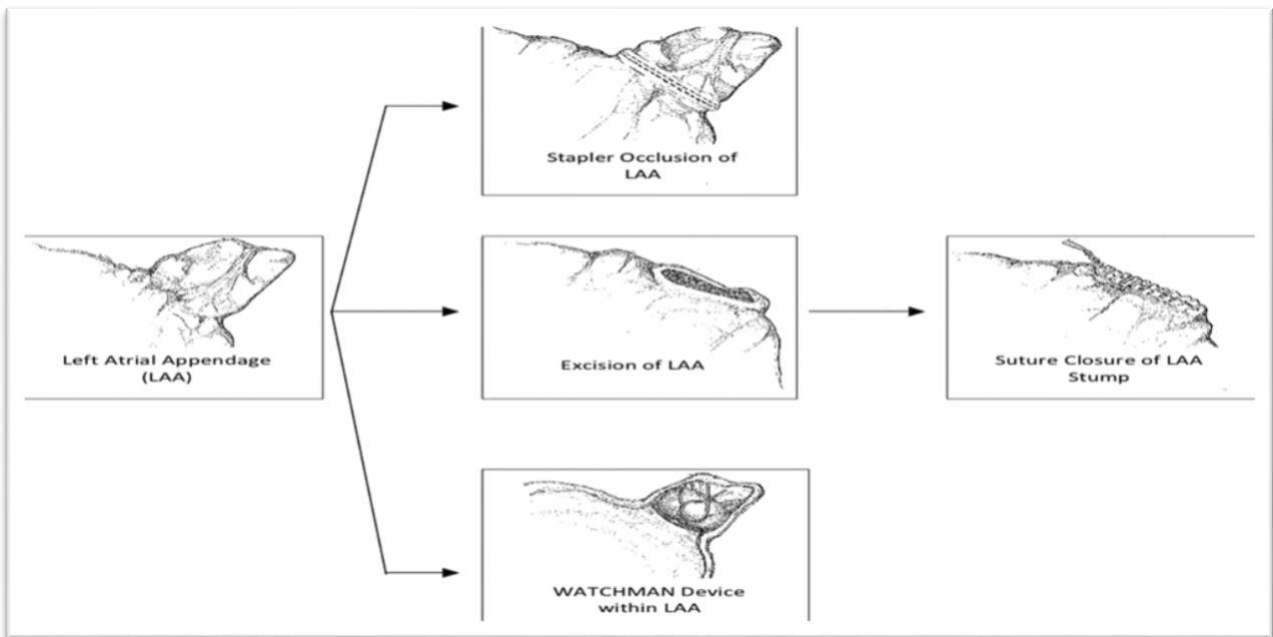 Stapler Occlusion of
LAA
Left Atrial Appendage
(LAA)
Excision of LAA
Suture Closure of LAA
Stump
WATCHMAN Device
within LAA